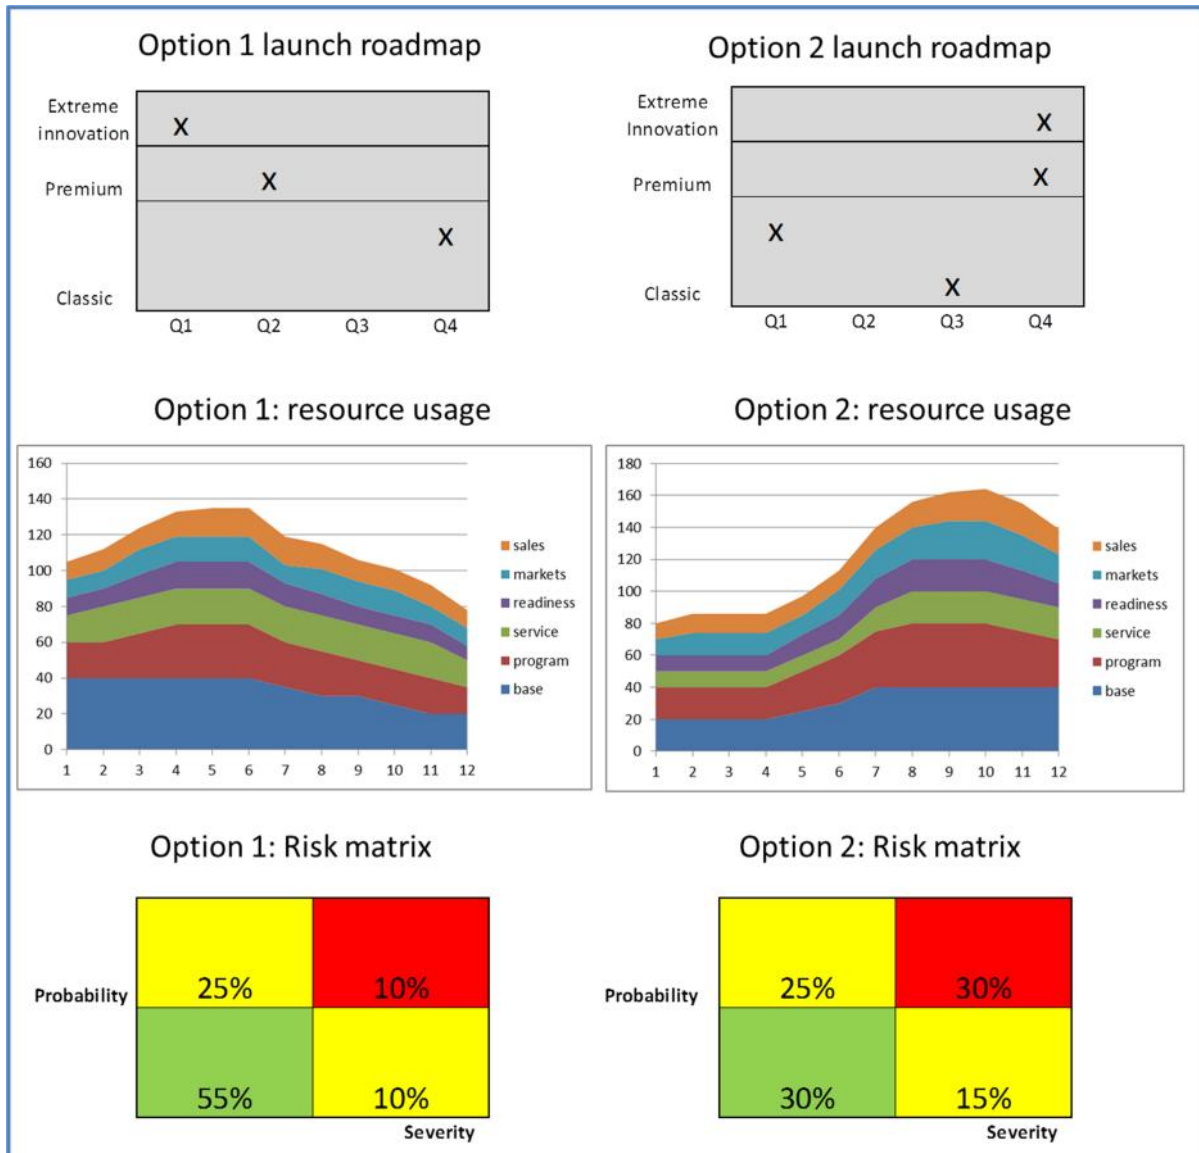 Option 1 launch roadmap
Extreme
innovation
X
Premium
X
X
Classic
Q1 Q2 Q3 Q4
Option 2 launch roadmap
Extreme
Innovation
X
Premium
X
X
Classic
X
Q1 Q2 Q3 Q4
Option 1: resource usage
160
140
120
100
80
60
40
20
0
1 2 3 4 5 6 7 8 9 10 11 12
sales
markets
readiness
service
program
base
Option 2: resource usage
180
160
140
120
100
80
60
40
20
0
1 2 3 4 5 6 7 8 9 10 11 12
sales
markets
readiness
service
program
base
Option 1: Risk matrix
Probability
25% 10%
55% 10%
Severity
Option 2: Risk matrix
Probability
25% 30%
30% 15%
Severity